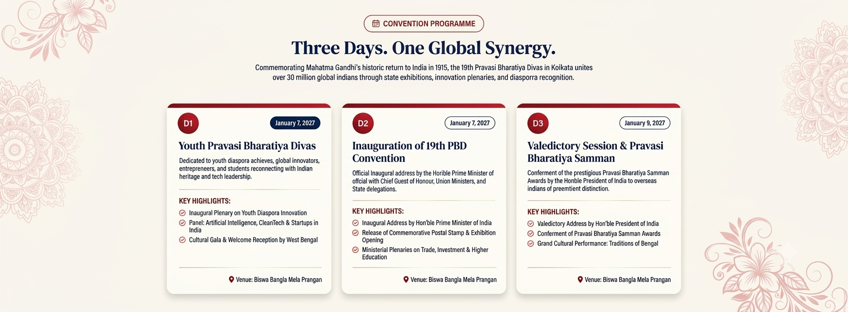 CONVENTION PROGRAMME
Three Days. One Global Synergy.
Commemorating Mahatma Gandhi's historic return to India in 1915, the 19th Pravasi Bharatiya Divas in Kolkata unites
over 30 million global indians through state exhibitions, innovation plenaries, and diasporra recognition.
D1
January 7, 2027
Youth Pravasi Bharatiya Divas
Dedicated to youth diaspora achieves, global innovators,
entrepreneurs, and students reconnecting with Indian
heritage and tech leadership.
KEY HIGHLIGHTS:
Inaugural Plenary on Youth Diaspora Innovation
Panel: Artificial Intelligence, CleanTech & Startups in
India
Cultural Gala & Welcome Reception by West Bengal
Venue: Biswa Bangla Mela Prangan
D2
January 7, 2027
Inauguration of 19th PBD
Convention
Official Inaugural address by the Horible Prime Minister of
offcial with Chief Guest of Honour, Union Ministers, and
State delegations.
KEY HIGHLIGHTS:
Inaugural Address by Hon'ble Prime Minister of India
Release of Commemorative Postal Stamp & Exhibition
Opening
Ministerial Plenaries on Trade, Investment & Higher
Education
Venue: Biswa Bangla Mela Prangan
D3
January 9, 2027
Valedictory Session & Pravasi
Bharatiya Samman
Conferment of the prestigious Pravasi Bharatiya Samman
Awards by the Honble President of India to overseas
indians of preemtient distinction.
KEY HIGHLIGHTS:
Valedictory Address by Hon'ble President of India
Conferment of Pravasi Bharatiya Samman Awards
Grand Cultural Performance: Traditions of Bengal
Venue: Biswa Bangla Mela Prangan